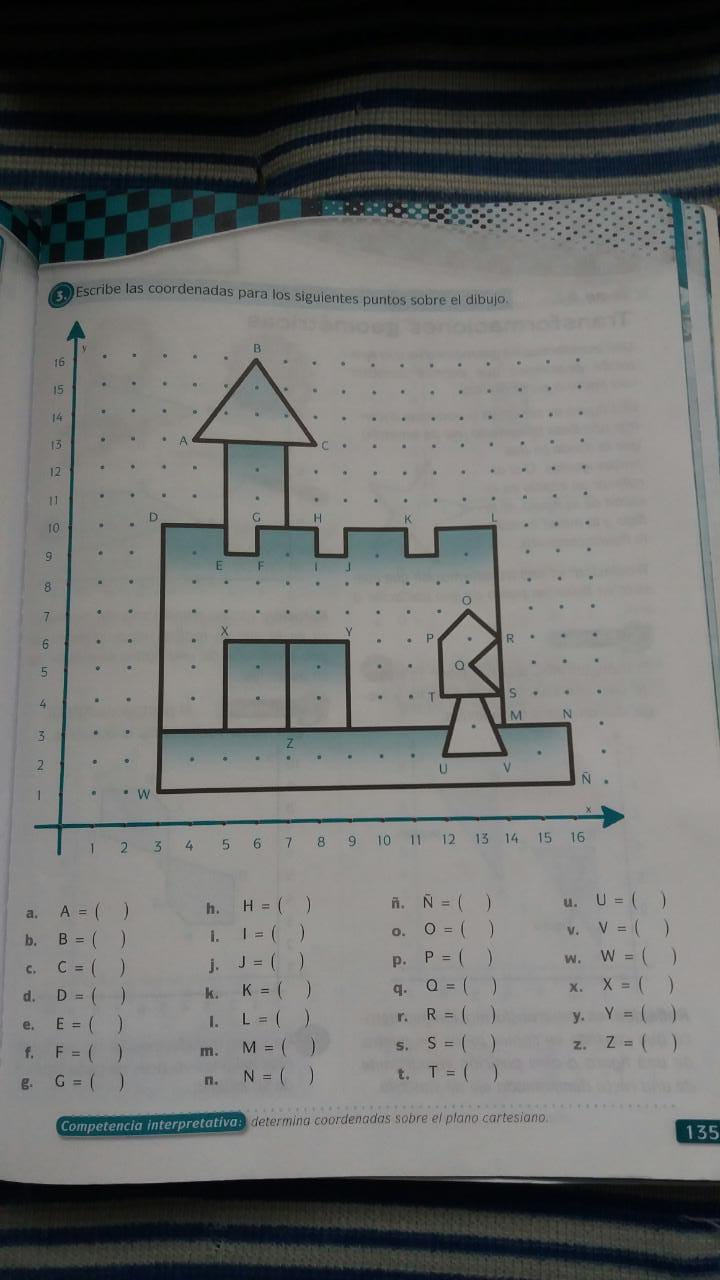 3. Escribe las coordenadas para los siguientes puntos sobre el dibujo.
y
16
B
15
14
13 A C
12
11
10 D G H K L
9 E F I J
8
7 O
6 X Y P R
5 Q
4 T S
M N
3 Z
2 U V
1 W Ñ
x
1 2 3 4 5 6 7 8 9 10 11 12 13 14 15 16
a. A = ( ) h. H = ( ) ñ. Ñ = ( ) u. U = ( )
b. B = ( ) i. I = ( ) o. O = ( ) v. V = ( )
c. C = ( ) j. J = ( ) p. P = ( ) w. W = ( )
d. D = ( ) k. K = ( ) q. Q = ( ) x. X = ( )
e. E = ( ) l. L = ( ) r. R = ( ) y. Y = ( )
f. F = ( ) m. M = ( ) s. S = ( ) z. Z = ( )
g. G = ( ) n. N = ( ) t. T = ( )
Competencia interpretativa: determina coordenadas sobre el plano cartesiano.
135